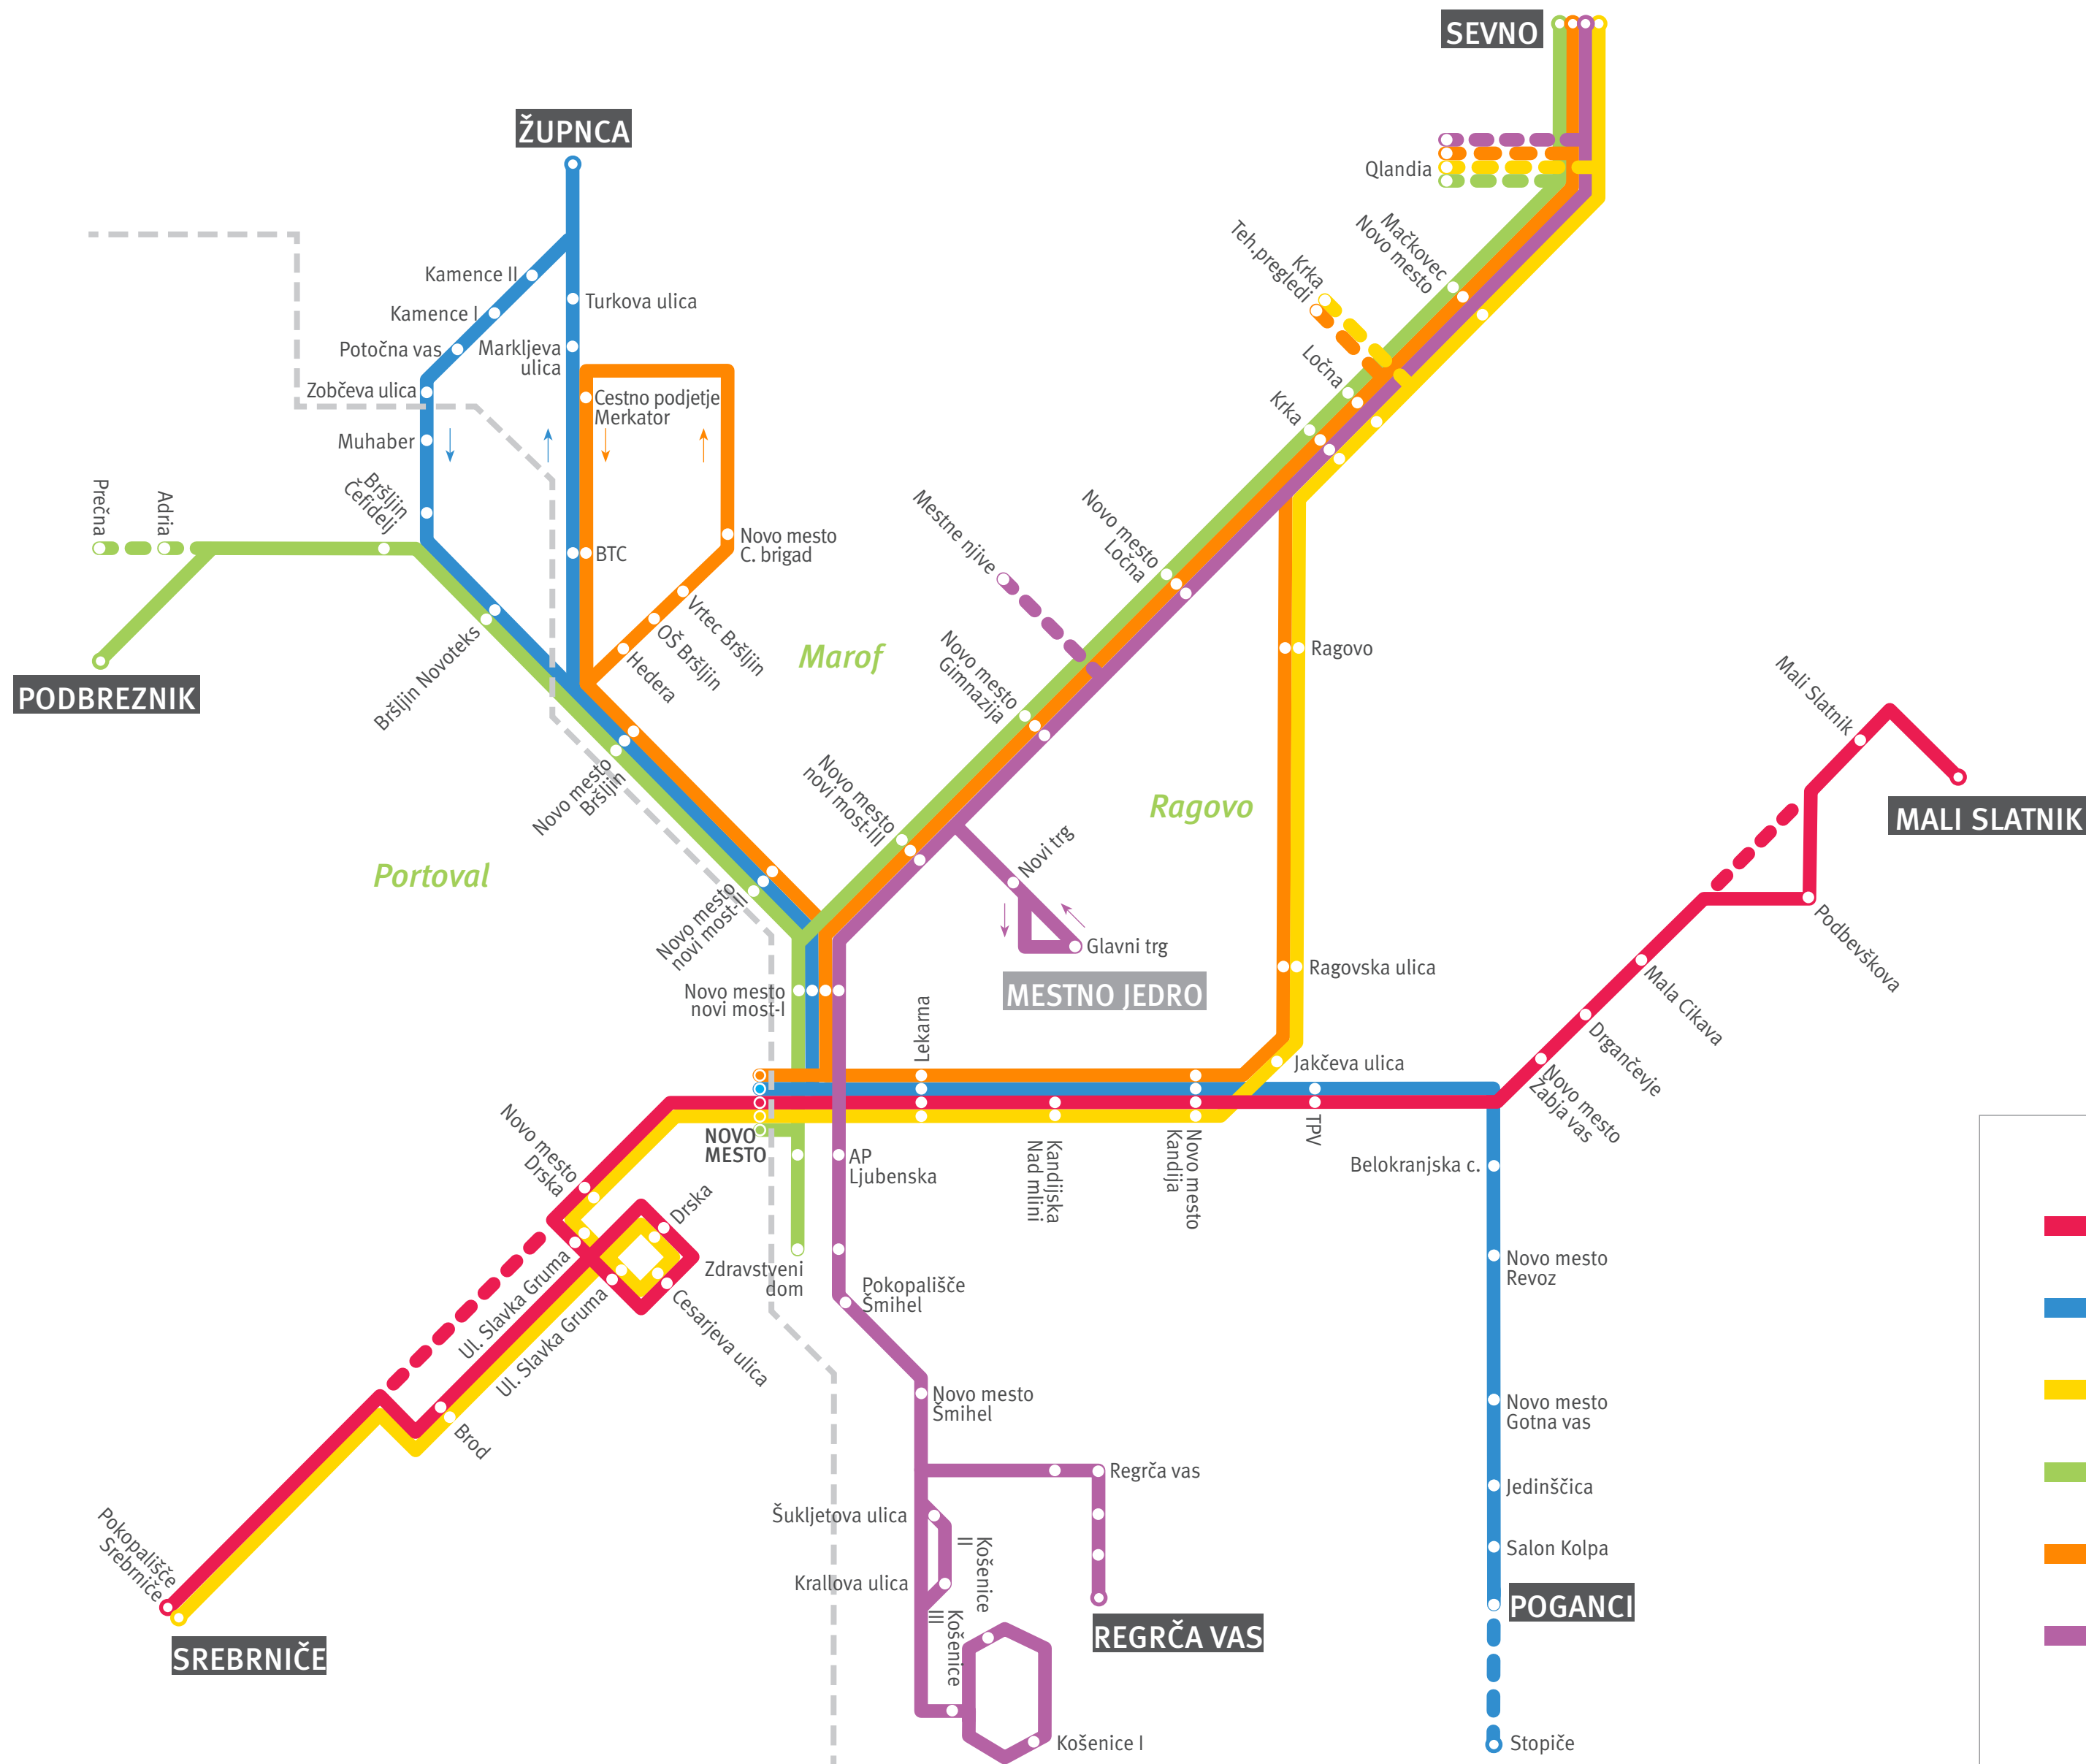 SEVNO
ŽUPNCA
Qlandia
Mačkovec
Novo mesto
Krka
Teh.pregledi
Ločna
Krka
Kamence II
Kamence I
Potočna vas
Zobčeva ulica
Muhaber
Turkova ulica
Markljeva
ulica
Cestno podjetje
Merkator
Bršljin
Čefidelj
Prečna
Adria
BTC
Novo mesto
C. brigad
Vrtec Bršljin
OŠ Bršljin
Hedera
Mestne njive
Novo mesto
Ločna
Novo mesto
Gimnazija
Marof
Ragovo
PODBREZNIK
Bršljin Novoteks
Novo mesto
Bršljin
Novo mesto
novi most-III
Ragovo
Portoval
Novi trg
Glavni trg
MESTNO JEDRO
Novo mesto
novi most-II
Novo mesto
novi most-I
Mali Slatnik
MALI SLATNIK
Podbevškova
Mala Cikava
Drgančevje
Novo mesto
Žabja vas
Ragovska ulica
Jakčeva ulica
Lekarna
NOVO
MESTO
AP
Ljubenska
Kandijska
Nad mlini
Novo mesto
Kandija
TPV
Belokranjska c.
Novo mesto
Drska
Drska
Ul. Slavka Gruma
Ul. Slavka Gruma
Cesarjeva ulica
Zdravstveni
dom
Pokopališče
Šmihel
Novo mesto
Revoz
Brod
Novo mesto
Šmihel
Novo mesto
Gotna vas
Regrča vas
Jedinščica
Šukljetova ulica
Košenice
II
Salon Kolpa
Krallova ulica
Košenice
III
Pokopališče
Srebrniče
SREBRNIČE
REGRČA VAS
POGANCI
Košenice I
Stopiče